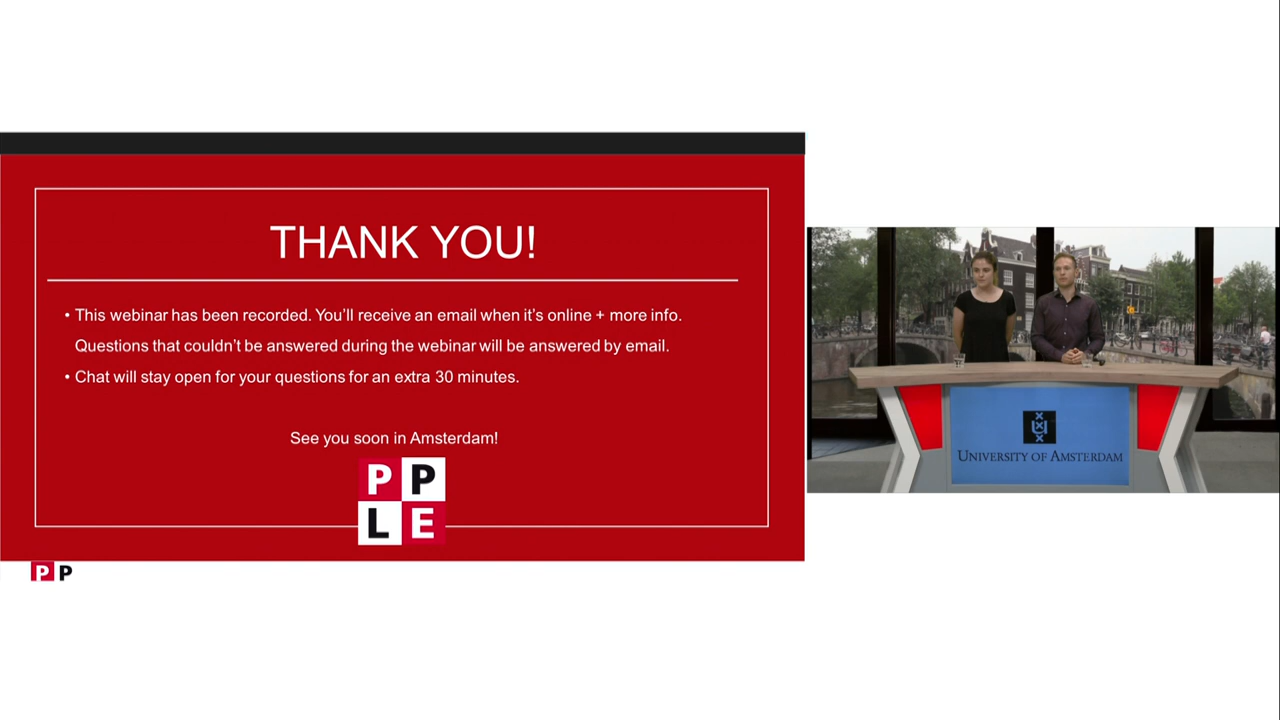 THANK YOU!
• This webinar has been recorded. You’ll receive an email when it’s online + more info.
Questions that couldn’t be answered during the webinar will be answered by email.
• Chat will stay open for your questions for an extra 30 minutes.
See you soon in Amsterdam!
P P
L E
P P
UNIVERSITY OF AMSTERDAM